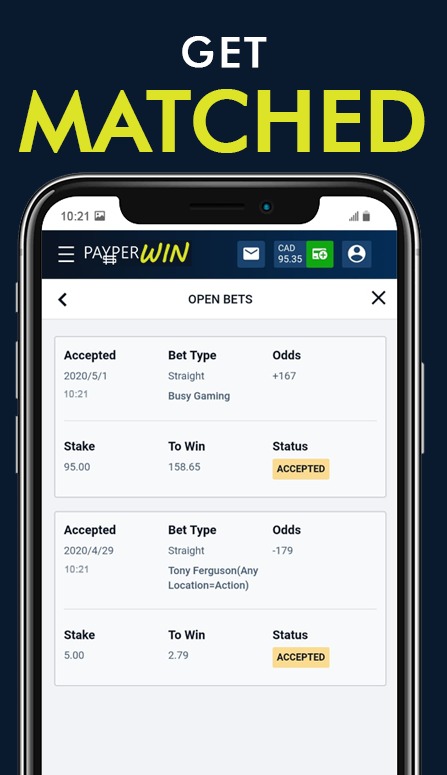 GET
MATCHED
10:21
PAYPERWIN
CAD
95.35
OPEN BETS
Accepted Bet Type Odds
2020/5/1 Straight +167
10:21 Busy Gaming
Stake To Win Status
95.00 158.65 ACCEPTED
Accepted Bet Type Odds
2020/4/29 Straight -179
10:21 Tony Ferguson(Any
Location=Action)
Stake To Win Status
5.00 2.79 ACCEPTED